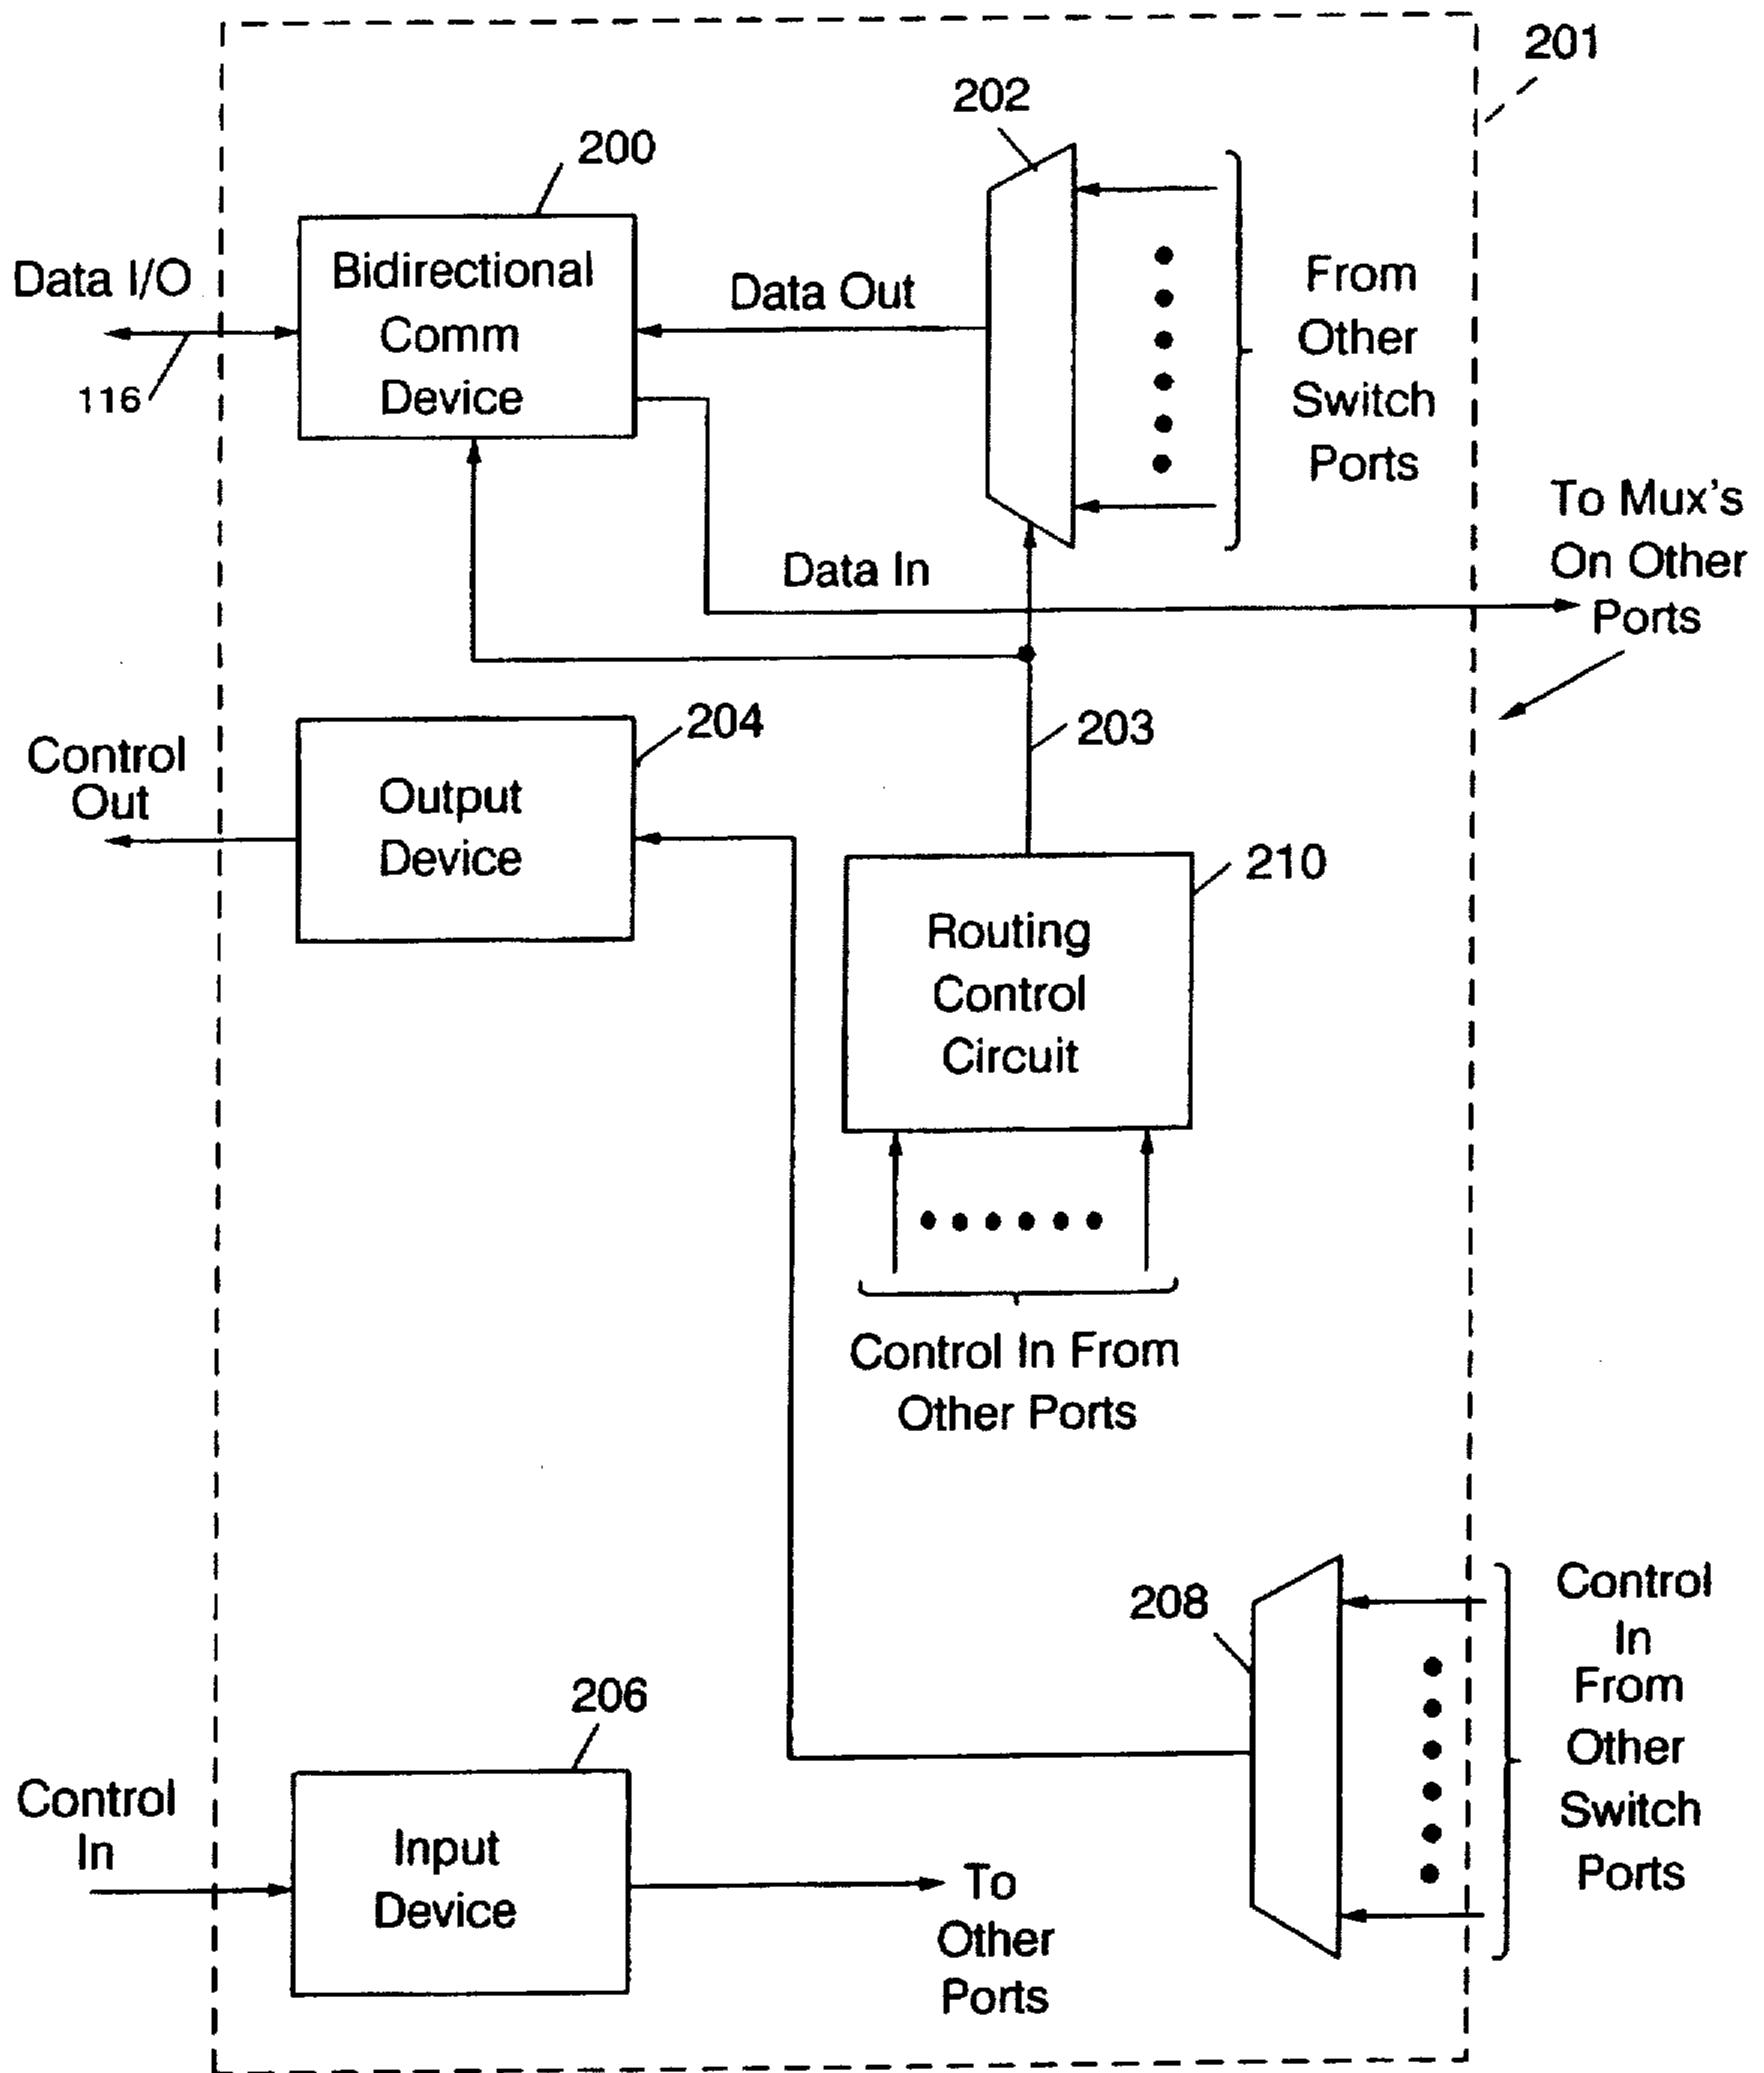 201
202
200
Data I/O
116
Bidirectional
Comm
Device
Data Out
From
Other
Switch
Ports
To Mux's
On Other
Ports
Data In
204
203
Control
Out
Output
Device
210
Routing
Control
Circuit
Control In From
Other Ports
208
Control
In
From
Other
Switch
Ports
206
Control
In
Input
Device
To
Other
Ports